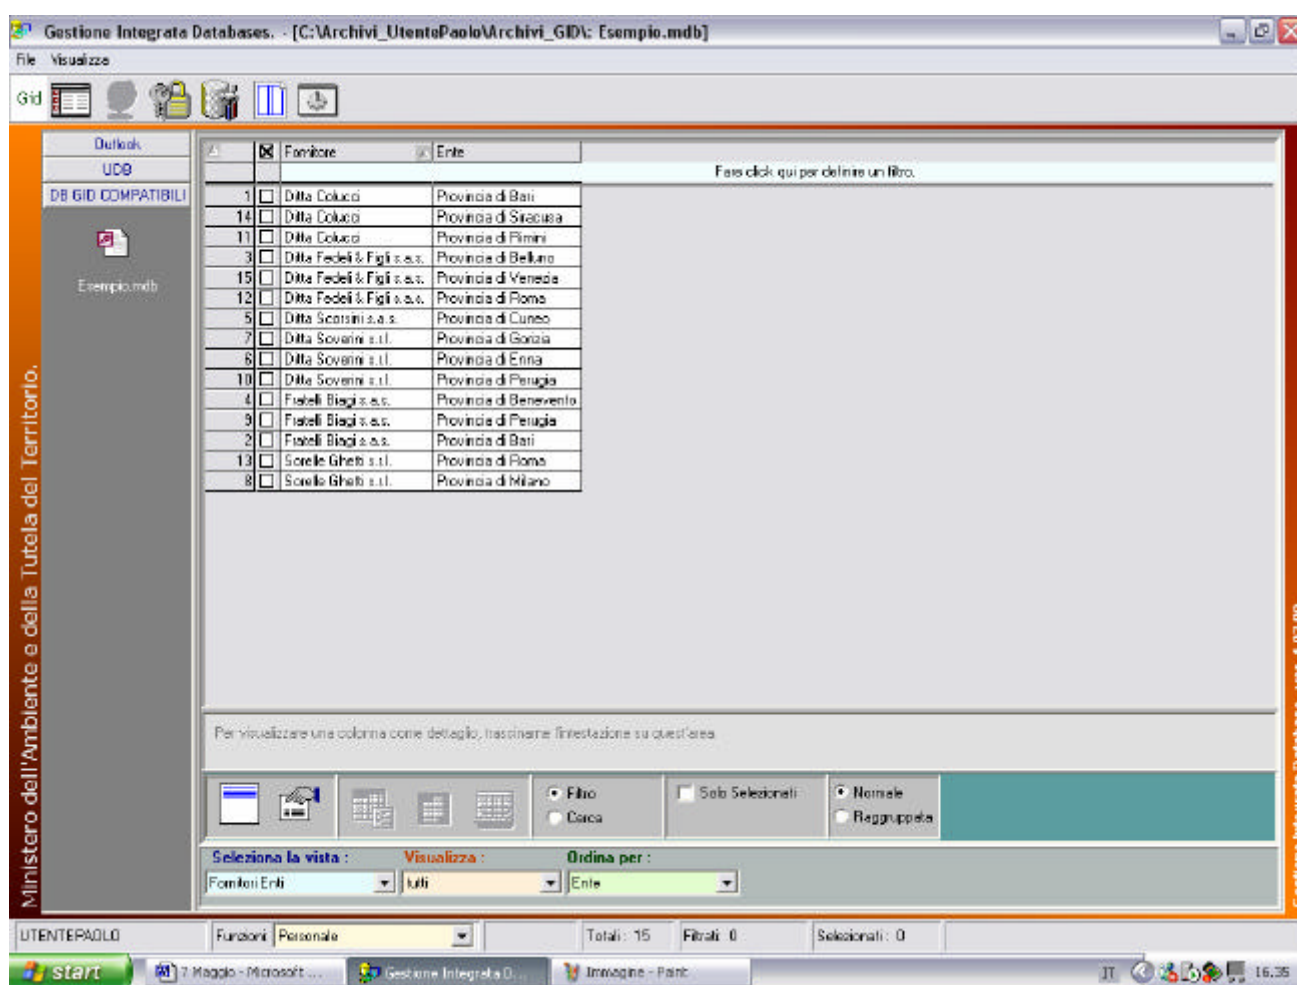 Gestione Integrata Databases. - [C:\Archivi_UtentePaolo\Archivi_GID\: Esempio.mdb]
File Visualizza
Gid
Outlook
UDB
DB GID COMPATIBILI
Esempio.mdb
Ministero dell'Ambiente e della Tutela del Territorio.
Fornitore Ente
Fare click qui per definire un filtro.
1 Ditta Colucci Provincia di Bari
14 Ditta Colucci Provincia di Siracusa
11 Ditta Colucci Provincia di Rimini
3 Ditta Fedeli & Figli s.a.s. Provincia di Belluno
15 Ditta Fedeli & Figli s.a.s. Provincia di Venezia
12 Ditta Fedeli & Figli s.a.s. Provincia di Roma
5 Ditta Scorsini s.a.s. Provincia di Cuneo
7 Ditta Soverini s.r.l. Provincia di Gorizia
6 Ditta Soverini s.r.l. Provincia di Enna
10 Ditta Soverini s.r.l. Provincia di Perugia
4 Fratelli Biagi s.a.s. Provincia di Benevento
9 Fratelli Biagi s.a.s. Provincia di Perugia
2 Fratelli Biagi s.a.s. Provincia di Bari
13 Sorelle Ghetti s.r.l. Provincia di Roma
8 Sorelle Ghetti s.r.l. Provincia di Milano
Per visualizzare una colonna come dettaglio, trascinarne l'intestazione su quest'area
Filtro
Cerca
Solo Selezionati
Normale
Raggruppata
Seleziona la vista : Visualizza : Ordina per :
Fornitori Enti tutti Ente
UTENTEPAOLO Funzioni Personale Totali : 15 Filtrati 0 Selezionati : 0
start 7 Maggio - Microsoft ... Gestione Integrata D... Immagine - Paint IT 16.35